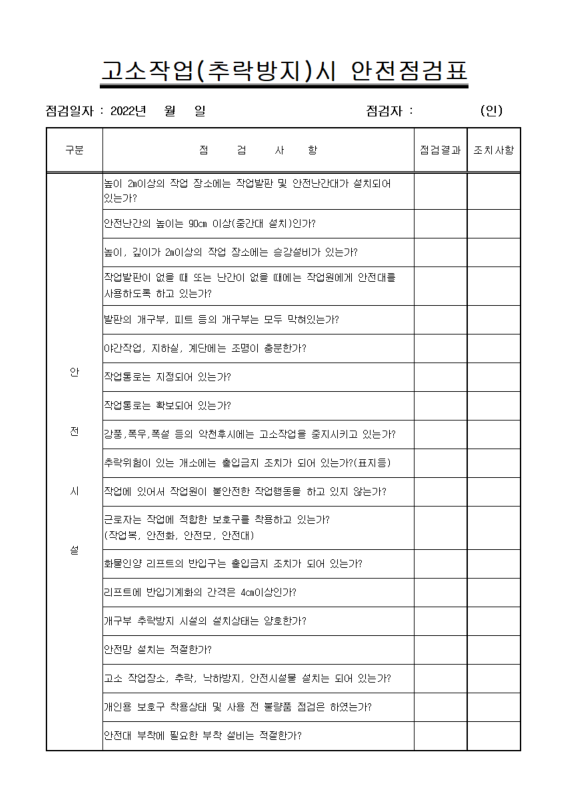 고소작업(추락방지)시 안전점검표
점검일자 : 2022년 월 일 점검자 : (인)
구분 점 검 사 항 점검결과 조치사항
안
전
시
설
높이 2m이상의 작업 장소에는 작업발판 및 안전난간대가 설치되어
있는가?
안전난간의 높이는 90cm 이상(중간대 설치)인가?
높이, 깊이가 2m이상의 작업 장소에는 승강설비가 있는가?
작업발판이 없을 때 또는 난간이 없을 때에는 작업원에게 안전대를
사용하도록 하고 있는가?
발판의 개구부, 피트 등의 개구부는 모두 막혀있는가?
야간작업, 지하실, 계단에는 조명이 충분한가?
작업통로는 지정되어 있는가?
작업통로는 확보되어 있는가?
강풍,폭우,폭설 등의 악천후시에는 고소작업을 중지시키고 있는가?
추락위험이 있는 개소에는 출입금지 조치가 되어 있는가?(표지등)
작업에 있어서 작업원이 불안전한 작업행동을 하고 있지 않는가?
근로자는 작업에 적합한 보호구를 착용하고 있는가?
(작업복, 안전화, 안전모, 안전대)
화물인양 리프트의 반입구는 출입금지 조치가 되어 있는가?
리프트에 반입기계화의 간격은 4cm이상인가?
개구부 추락방지 시설의 설치상태는 양호한가?
안전망 설치는 적절한가?
고소 작업장소, 추락, 낙하방지, 안전시설물 설치는 되어 있는가?
개인용 보호구 착용상태 및 사용 전 불량품 점검은 하였는가?
안전대 부착에 필요한 부착 설비는 적절한가?